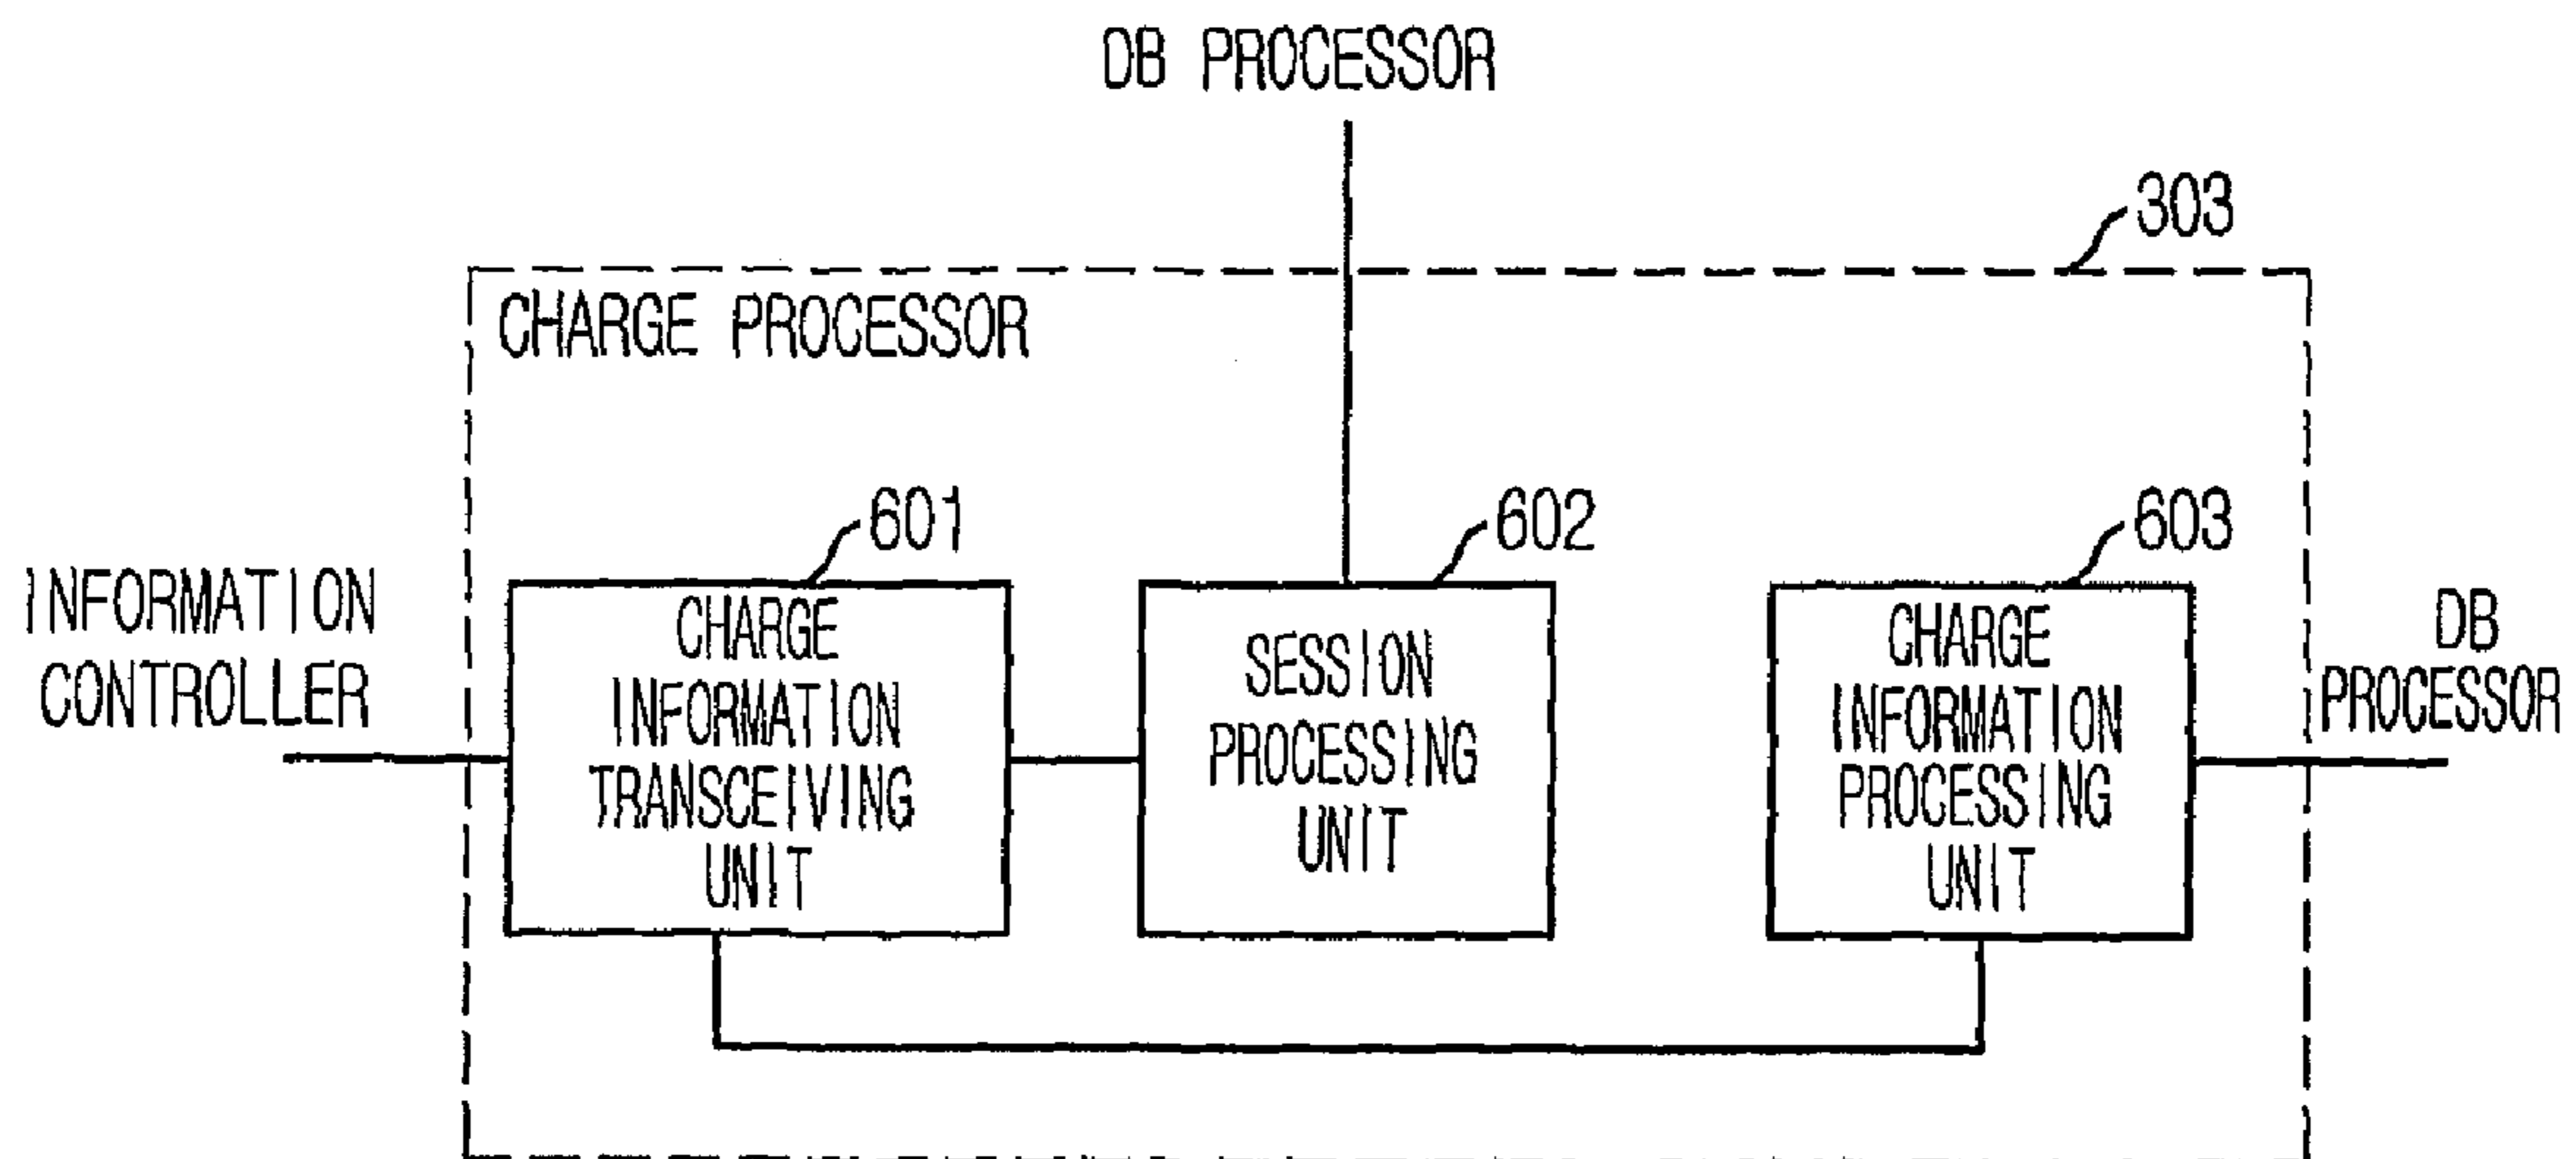 DB PROCESSOR
303
CHARGE PROCESSOR
601
602
603
INFORMATION
CONTROLLER
CHARGE
INFORMATION
TRANSCEIVING
UNIT
SESSION
PROCESSING
UNIT
CHARGE
INFORMATION
PROCESSING
UNIT
DB
PROCESSOR